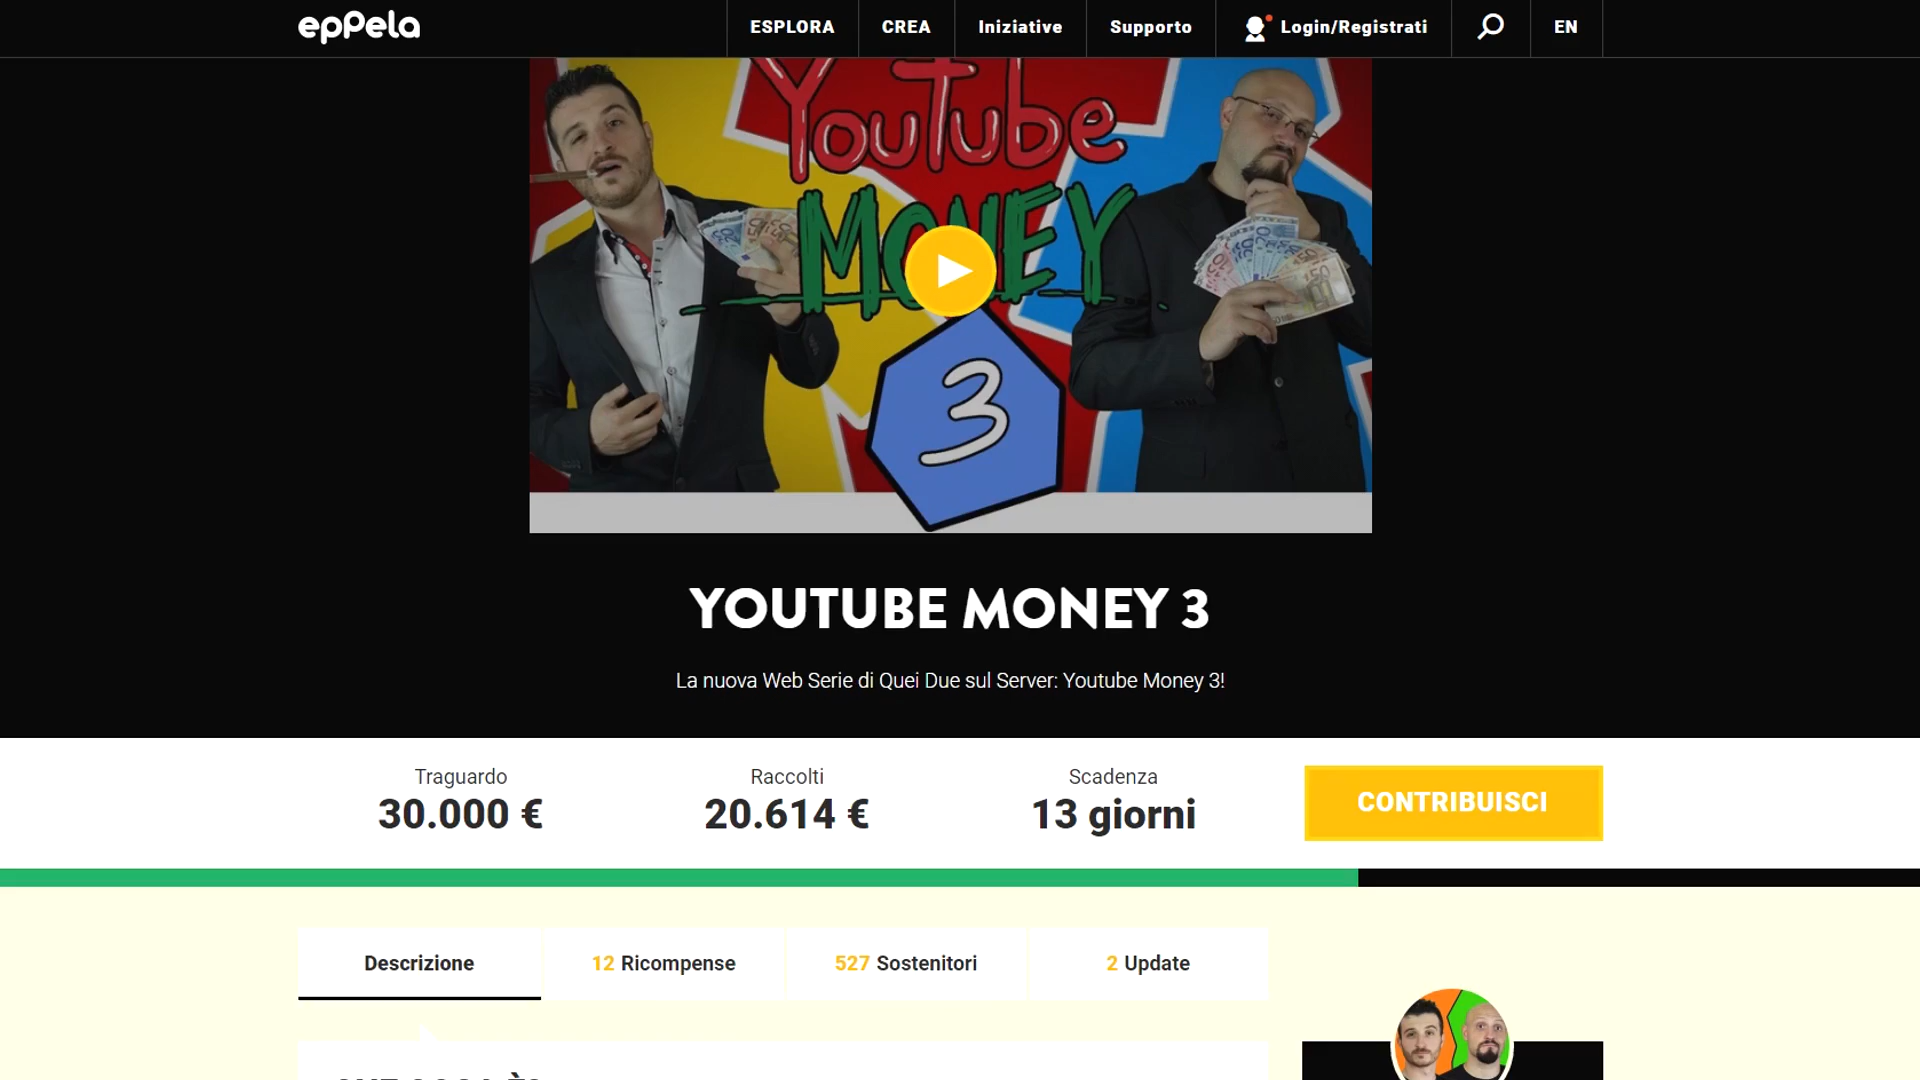 eppela
ESPLORA
CREA
Iniziative
Supporto
Login/Registrati
EN
YouTube
MONEY
3
YOUTUBE MONEY 3
La nuova Web Serie di Quei Due sul Server: Youtube Money 3!
Traguardo
30.000 €
Raccolti
20.614 €
Scadenza
13 giorni
CONTRIBUISCI
Descrizione
12 Ricompense
527 Sostenitori
2 Update